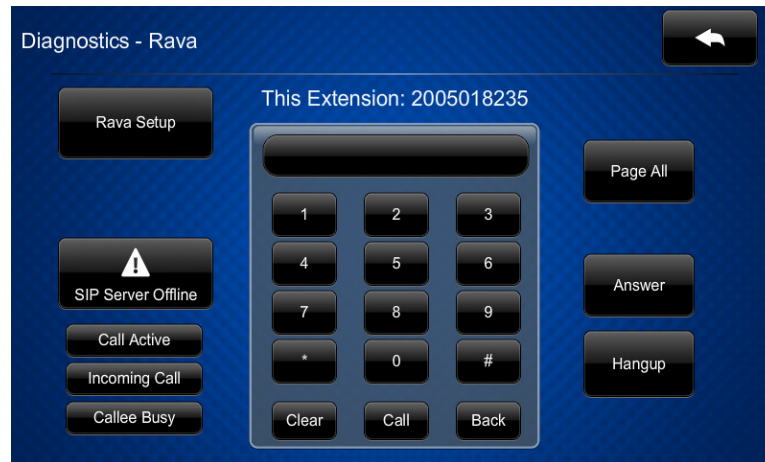 Diagnostics - Rava
This Extension: 2005018235
Rava Setup
Page All
1 2 3
4 5 6
SIP Server Offline
Answer
7 8 9
Call Active
* 0 #
Hangup
Incoming Call
Callee Busy
Clear Call Back